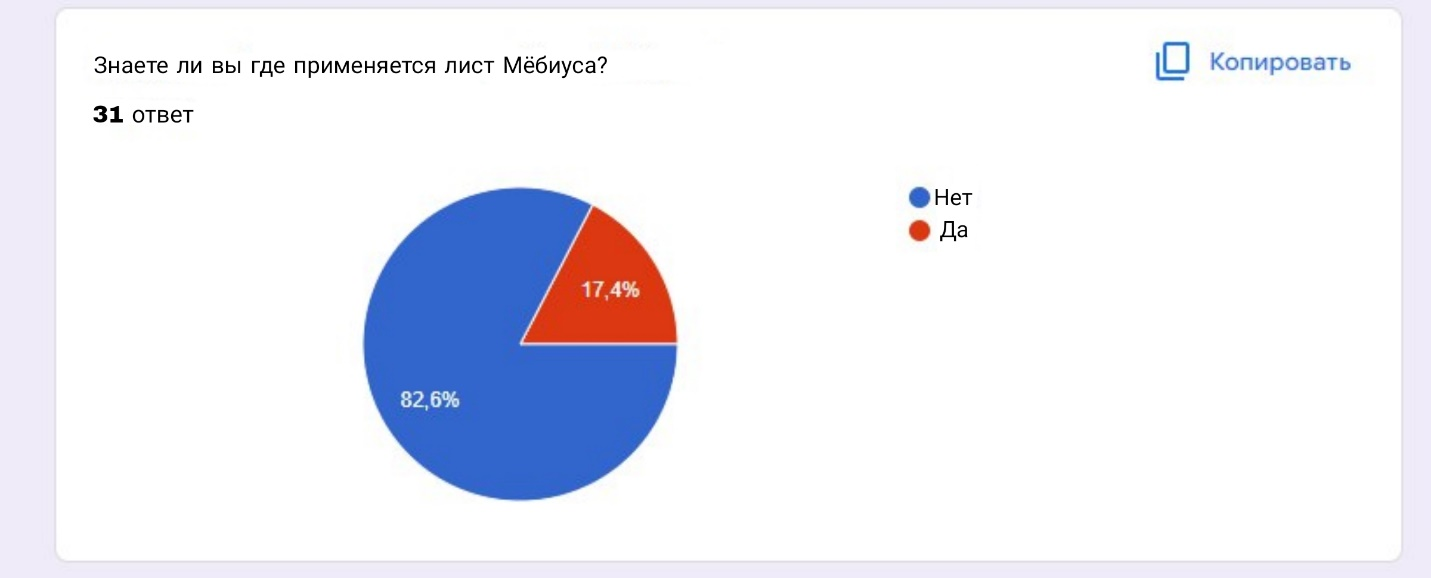 Знаете ли вы где применяется лист Мёбиуса?
Копировать
31 ответ
Нет
Да
17,4%
82,6%